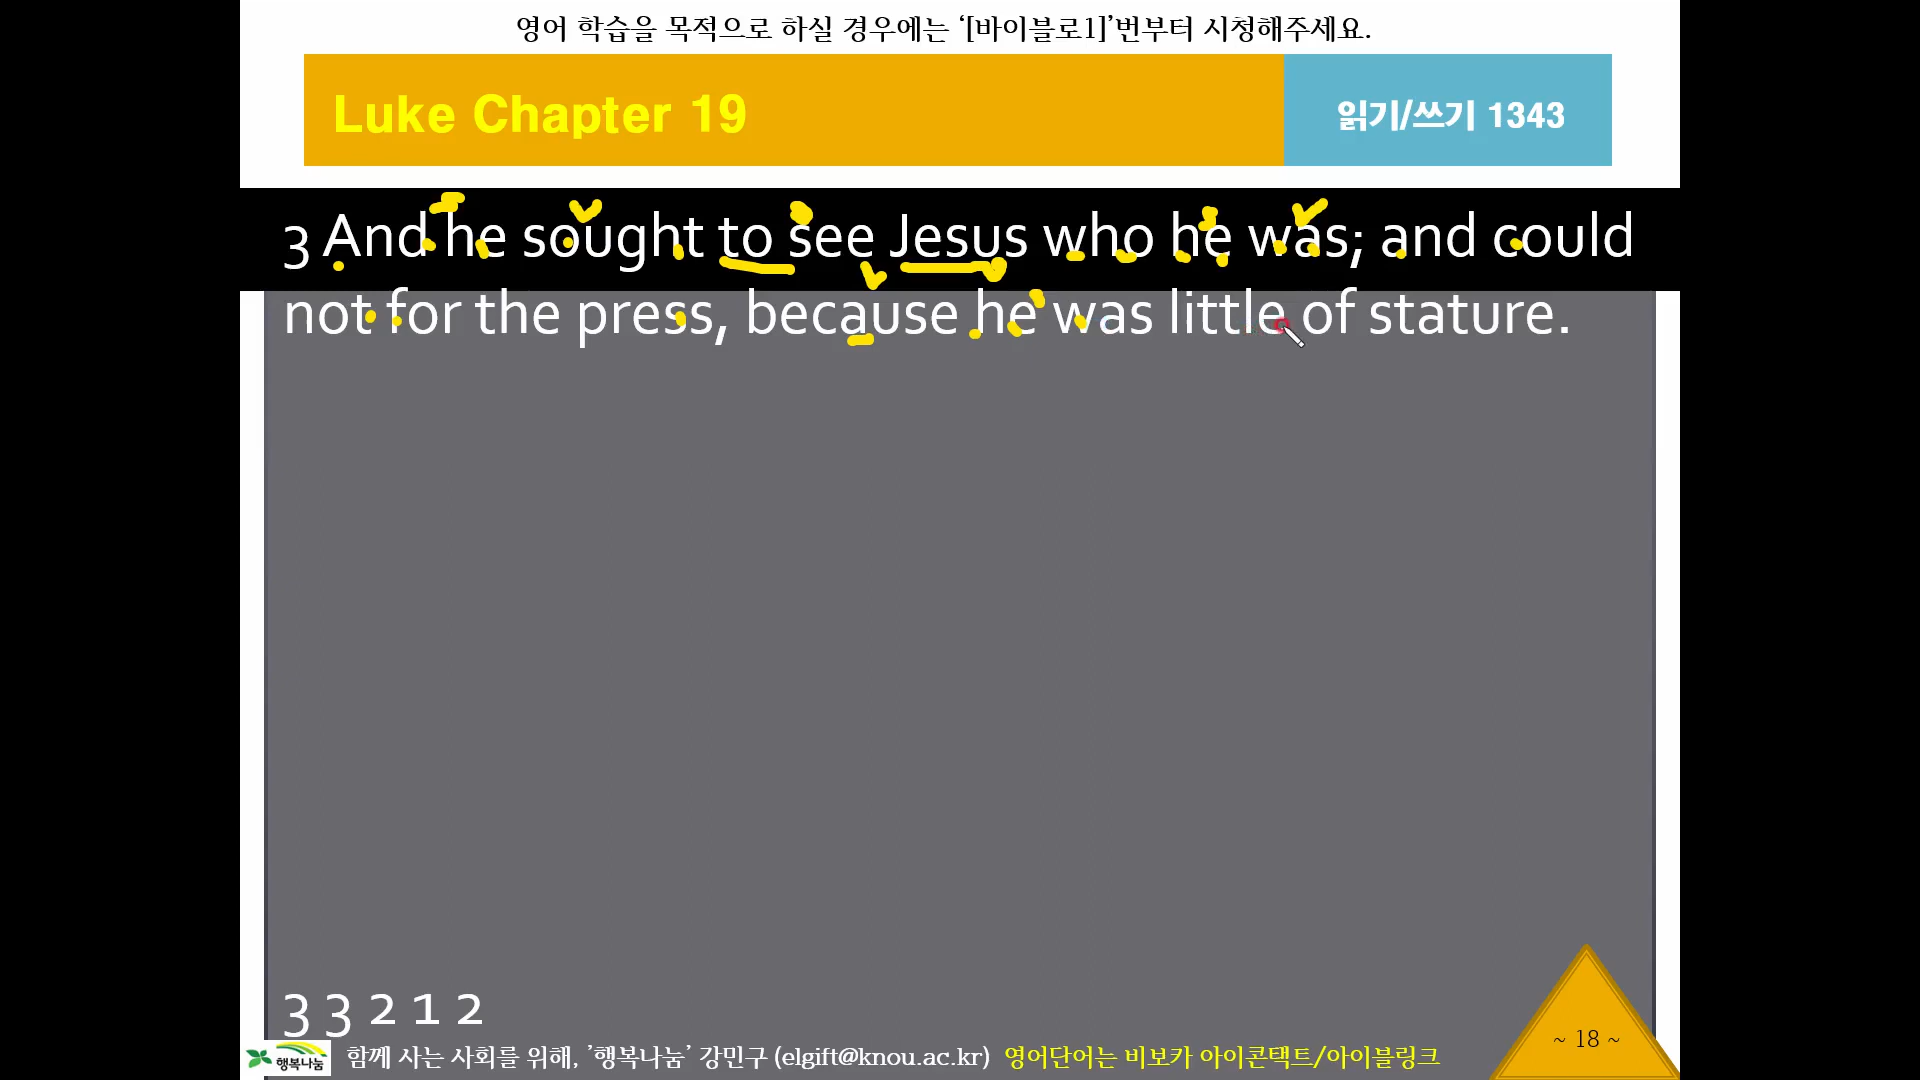 영어 학습을 목적으로 하실 경우에는 ‘[바이블로1]’번부터 시청해주세요.
Luke Chapter 19
읽기/쓰기 1343
3 And he sought to see Jesus who he was; and could
not for the press, because he was little of stature.
3 3 2 1 2
~ 18 ~
행복나눔
함께 사는 사회를 위해, ’행복나눔’ 강민구 (elgift@knou.ac.kr) 영어단어는 비보카 아이콘택트/아이블링크